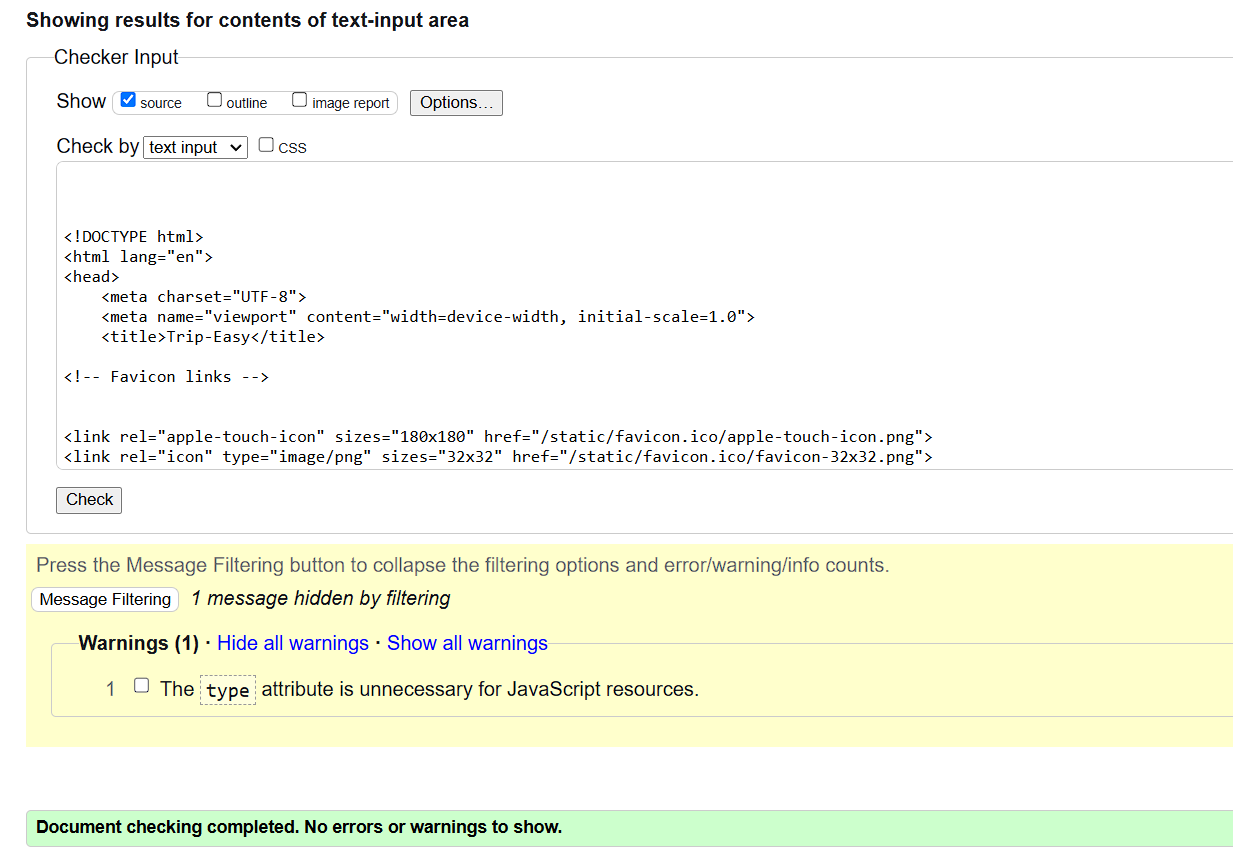 Showing results for contents of text-input area
Checker Input
Show source outline image report Options...
Check by text input CSS
<!DOCTYPE html>
<html lang="en">
<head>
    <meta charset="UTF-8">
    <meta name="viewport" content="width=device-width, initial-scale=1.0">
    <title>Trip-Easy</title>
<!-- Favicon links -->
<link rel="apple-touch-icon" sizes="180x180" href="/static/favicon.ico/apple-touch-icon.png">
<link rel="icon" type="image/png" sizes="32x32" href="/static/favicon.ico/favicon-32x32.png">
Check
Press the Message Filtering button to collapse the filtering options and error/warning/info counts.
Message Filtering 1 message hidden by filtering
Warnings (1) · Hide all warnings · Show all warnings
1 The type attribute is unnecessary for JavaScript resources.
Document checking completed. No errors or warnings to show.